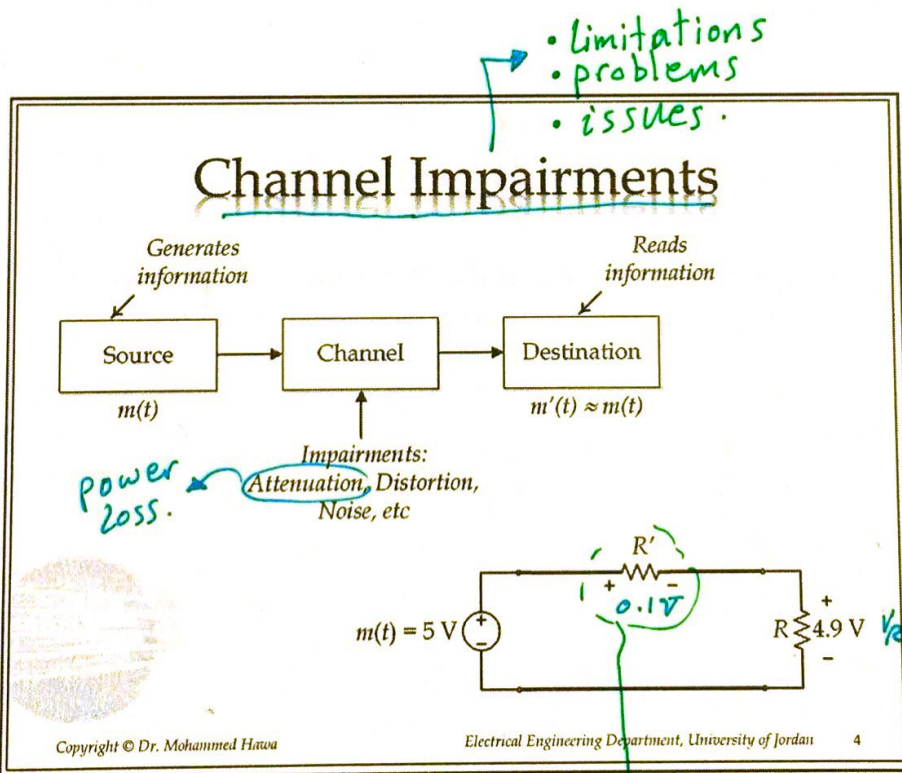 • limitations
• problems
• issues.
Channel Impairments
Generates
information
Reads
information
Source
Channel
Destination
m(t)
m'(t) ≈ m(t)
Impairments:
Attenuation, Distortion,
Noise, etc
power
loss.
R'
+ -
0.1V
m(t) = 5 V
+
-
R
+
4.9 V
-
Copyright © Dr. Mohammed Hawa
Electrical Engineering Department, University of Jordan 4